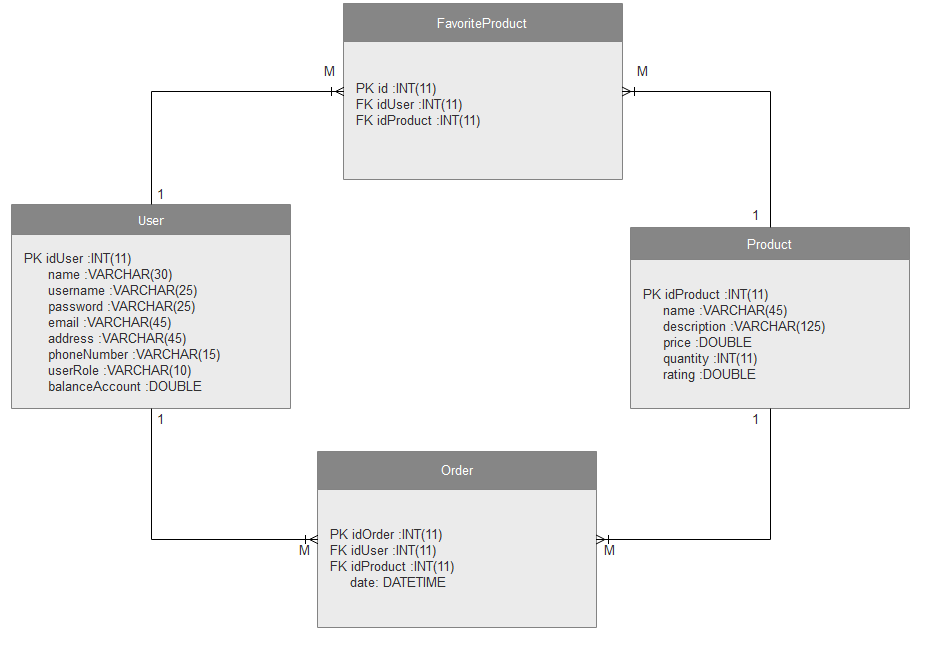 FavoriteProduct
M
M
PK id :INT(11)
FK idUser :INT(11)
FK idProduct :INT(11)
1
1
User
PK idUser :INT(11)
name :VARCHAR(30)
username :VARCHAR(25)
password :VARCHAR(25)
email :VARCHAR(45)
address :VARCHAR(45)
phoneNumber :VARCHAR(15)
userRole :VARCHAR(10)
balanceAccount :DOUBLE
Product
PK idProduct :INT(11)
name :VARCHAR(45)
description :VARCHAR(125)
price :DOUBLE
quantity :INT(11)
rating :DOUBLE
1
1
Order
PK idOrder :INT(11)
FK idUser :INT(11)
FK idProduct :INT(11)
date: DATETIME
M
M